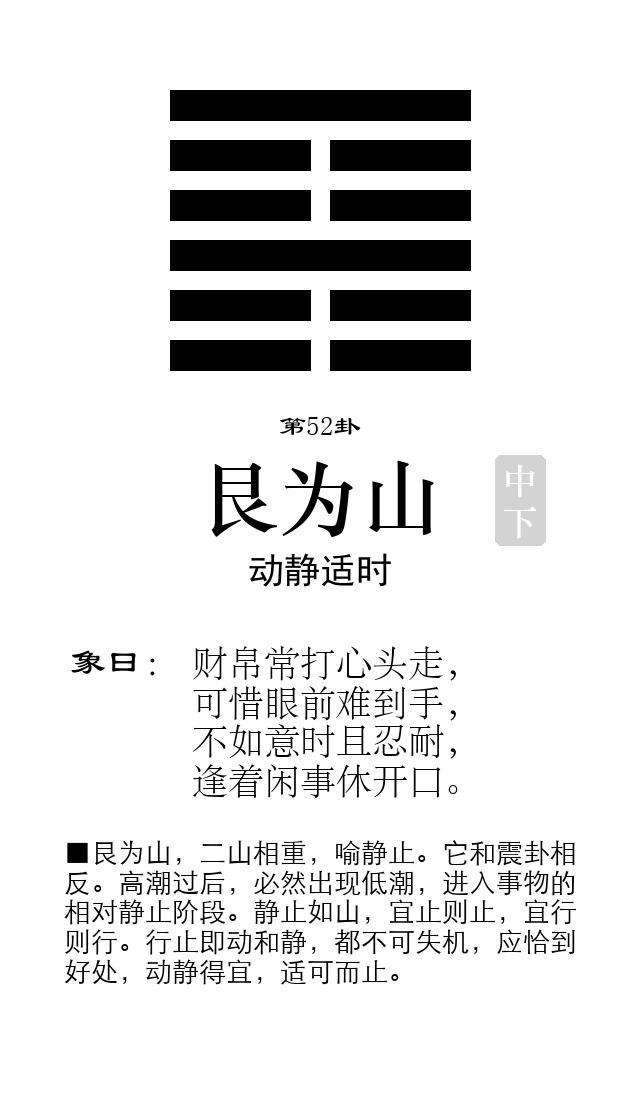 第52卦
艮为山
中下
动静适时
象曰：财帛常打心头走，
可惜眼前难到手，
不如意时且忍耐，
逢着闲事休开口。
■艮为山，二山相重，喻静止。它和震卦相
反。高潮过后，必然出现低潮，进入事物的
相对静止阶段。静止如山，宜止则止，宜行
则行。行止即动和静，都不可失机，应恰到
好处，动静得宜，适可而止。